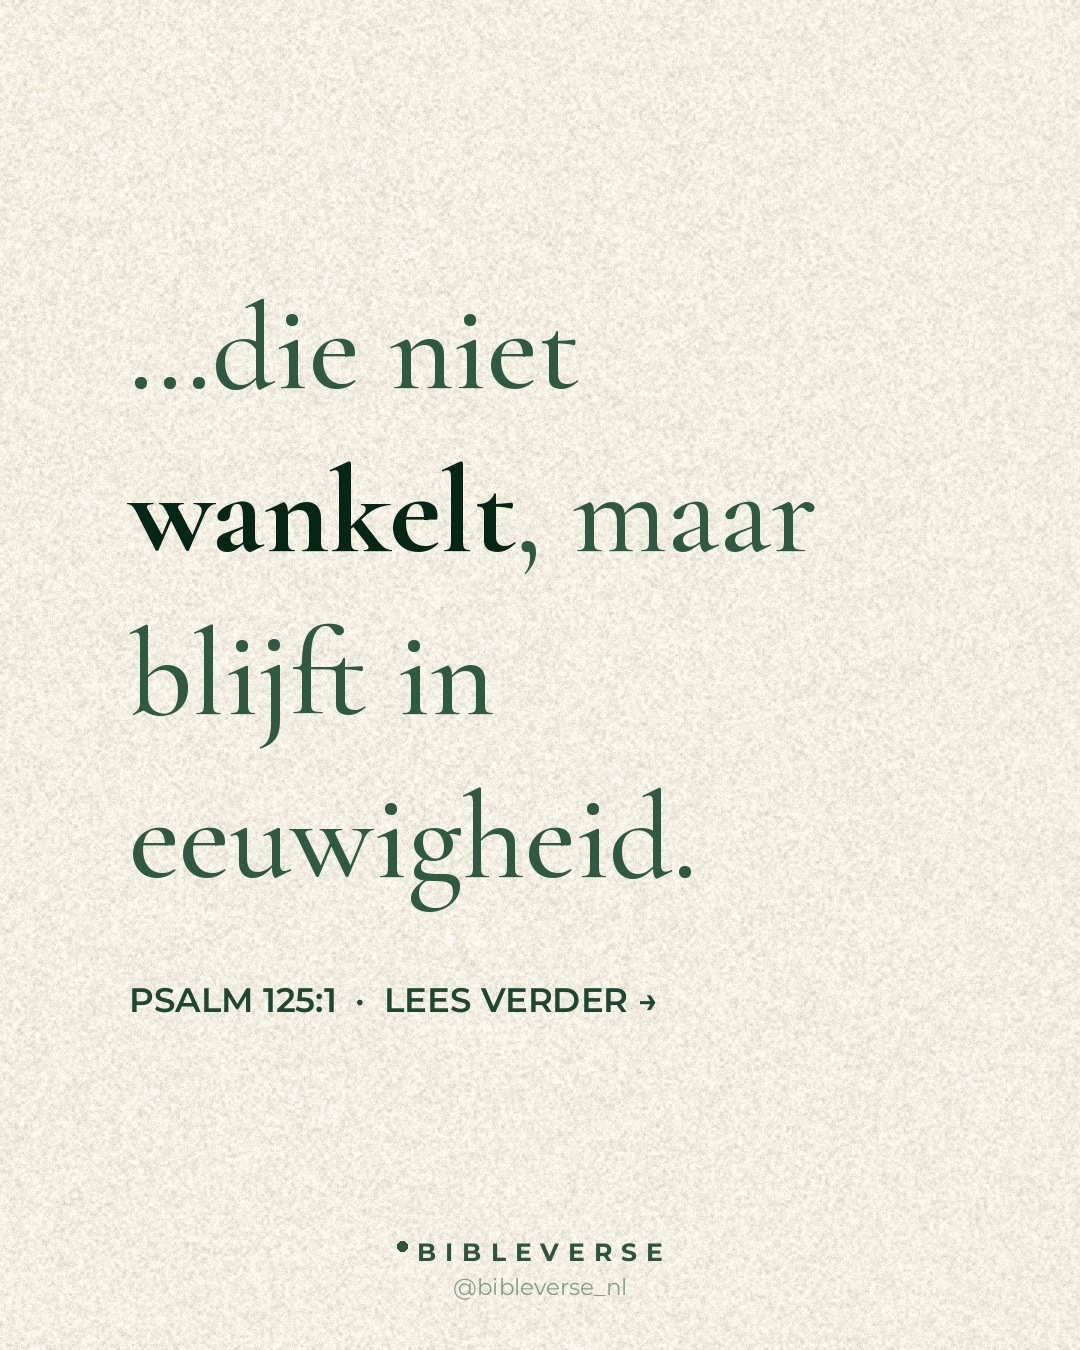 ...die niet
wankelt, maar
blijft in
eeuwigheid.
PSALM 125:1 · LEES VERDER →
BIBLEVERSE
@bibleverse_nl